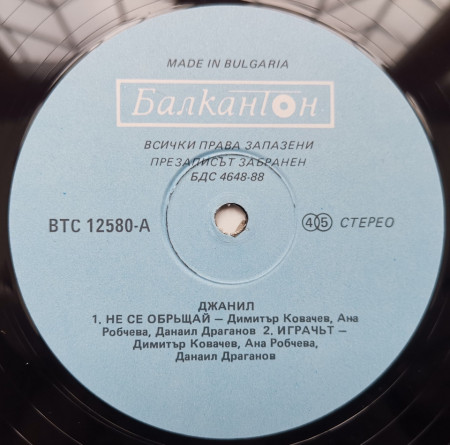 MADE IN BULGARIA
Балкантон
ВСИЧКИ ПРАВА ЗАПАЗЕНИ
ПРЕЗАПИСЪТ ЗАБРАНЕН
БДС 4648-88
ВТС 12580-А
45 СТЕРЕО
ДЖАНИЛ
1. НЕ СЕ ОБРЪЩАЙ – Димитър Ковачев, Ана
Робчева, Данаил Драганов 2. ИГРАЧЪТ –
Димитър Ковачев, Ана Робчева,
Данаил Драганов